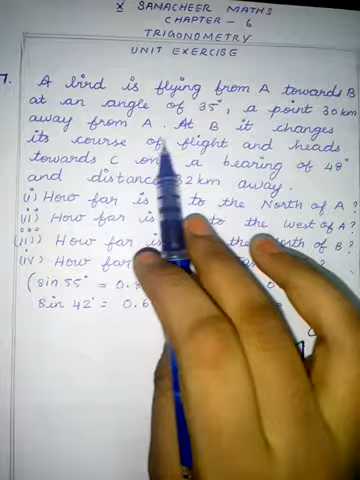 X SAMACHEER MATHS
CHAPTER - 6
TRIGONOMETRY
UNIT EXERCISE
7. A bird is flying from A towards B
at an angle of 35°, a point 30 km
away from A. At B it changes
its course of flight and heads
towards C on a bearing of 48°
and distance 32 km away.
(i) How far is to the North of A?
(ii) How far is to the west of A?
(iii) How far is the North of B?
(iv) How far ?
(sin 55° = 0.8
sin 42° = 0.6